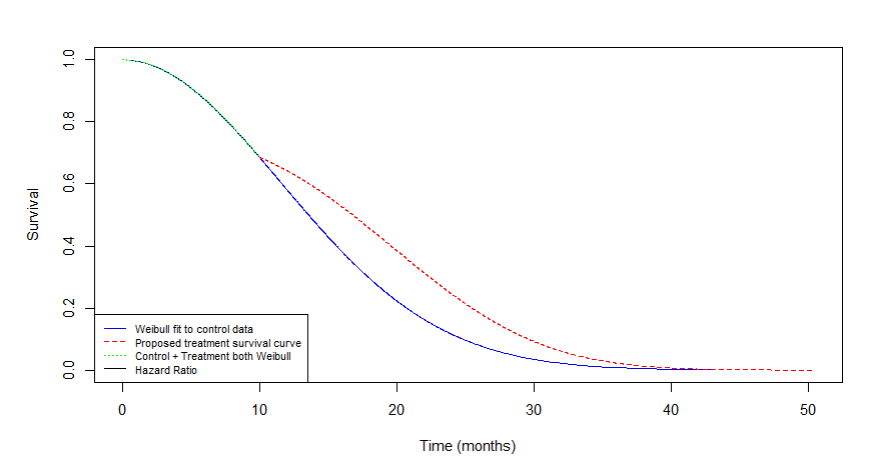 Survival
1.0
0.8
0.6
0.4
0.2
0.0
Weibull fit to control data
Proposed treatment survival curve
Control + Treatment both Weibull
Hazard Ratio
0 10 20 30 40 50
Time (months)